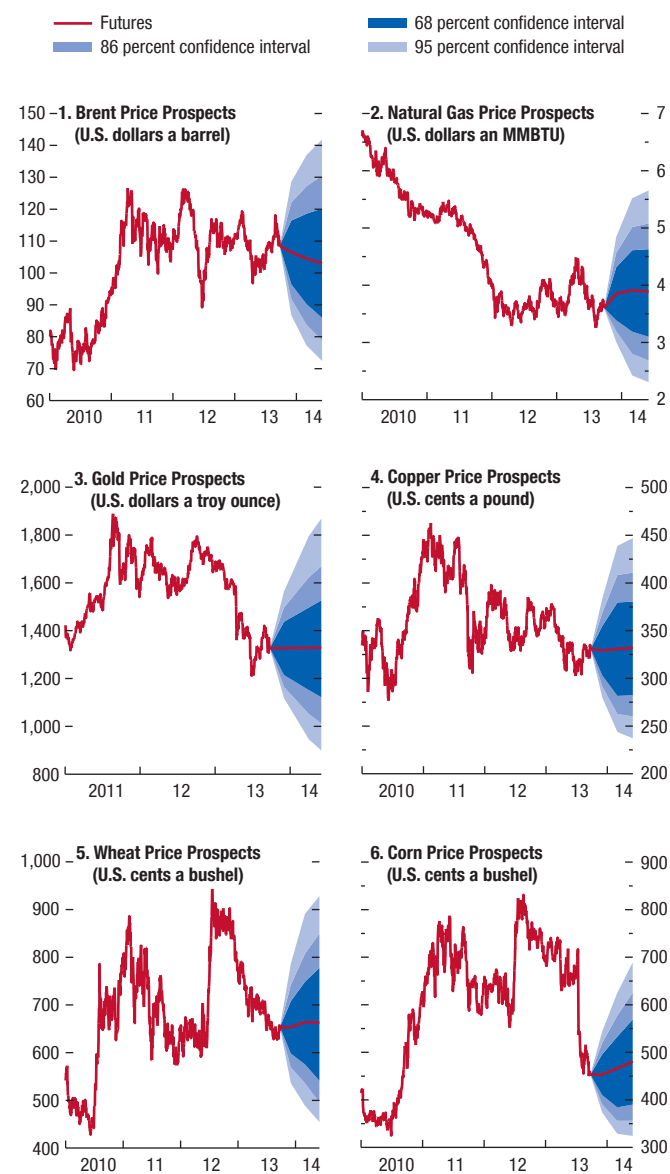 Futures
68 percent confidence interval
86 percent confidence interval
95 percent confidence interval
1. Brent Price Prospects
(U.S. dollars a barrel)
150
140
130
120
110
100
90
80
70
60
2010 11 12 13 14
2. Natural Gas Price Prospects
(U.S. dollars an MMBTU)
7
6
5
4
3
2
2010 11 12 13 14
3. Gold Price Prospects
(U.S. dollars a troy ounce)
2,000
1,800
1,600
1,400
1,200
1,000
800
2011 12 13 14
4. Copper Price Prospects
(U.S. cents a pound)
500
450
400
350
300
250
200
2010 11 12 13 14
5. Wheat Price Prospects
(U.S. cents a bushel)
1,000
900
800
700
600
500
400
2010 11 12 13 14
6. Corn Price Prospects
(U.S. cents a bushel)
900
800
700
600
500
400
300
2010 11 12 13 14